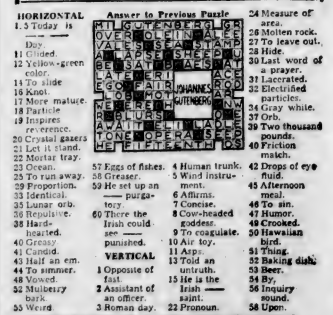 HORIZONTAL
1, 5 Today is
——
Day.
11 Glided.
12 Yellow-green
color.
14 To slide
16 Knot.
17 More mature.
18 Particle
19 Inspires
reverence.
20 Crystal gazers
21 Let it stand.
22 Mortar tray.
23 Ocean.
25 To run away.
29 Proportion.
33 Identical.
35 Lunar orb.
36 Repulsive.
38 Hard-
hearted.
40 Greasy
41 Candid.
43 Half an em.
44 To simmer.
48 Vowed.
52 Mulberry
bark.
55 Weird
Answer to Previous Puzzle
JOHANNES
GUTENBERG
57 Eggs of fishes.
58 Greaser.
59 He set up an
—— purga-
tory.
60 There the
Irish could
see ——
punished.
VERTICAL
1 Opposite of
fast.
2 Assistant of
an officer.
3 Roman day.
4 Human trunk.
5 Wind instru-
ment.
6 Affirms.
7 Concise.
8 Cow-headed
goddess.
9 To coagulate.
10 Air toy.
11 Asps.
13 Told an
untruth.
15 He is the
Irish ——
saint.
22 Pronoun.
24 Measure of
area.
26 Molten rock.
27 To leave out.
28 Hide.
30 Last word of
a prayer.
31 Lacerated.
32 Electrified
particles.
34 Gray white.
37 Orb.
39 Two thousand
pounds.
40 Friction
match.
42 Drops of eye
fluid.
45 Afternoon
meal.
46 To sin.
47 Humor.
49 Crooked.
50 Hawaiian
bird.
51 Thing.
52 Baking dish.
53 Beer.
54 By.
56 Inquiry
sound.
58 Upon.